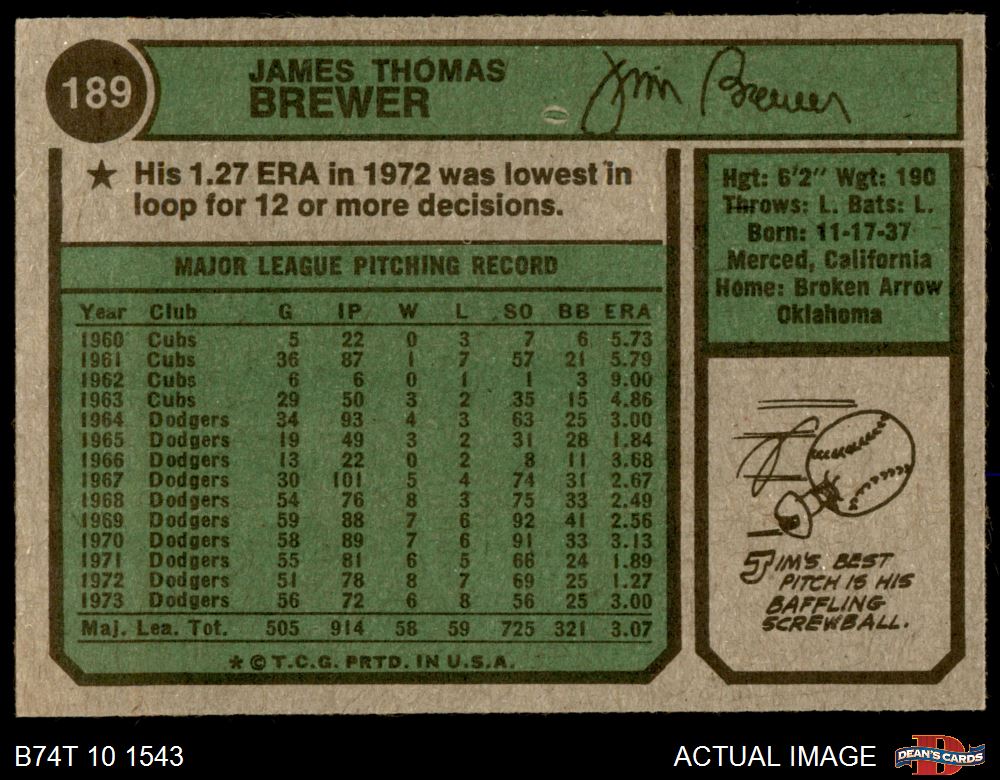 189
JAMES THOMAS
BREWER
Jim Brewer
★ His 1.27 ERA in 1972 was lowest in
loop for 12 or more decisions.
MAJOR LEAGUE PITCHING RECORD
Year Club G IP W L SO BB ERA
1960 Cubs 5 22 0 3 7 6 5.73
1961 Cubs 36 87 1 7 57 21 5.79
1962 Cubs 6 6 0 1 1 3 9.00
1963 Cubs 29 50 3 2 35 15 4.86
1964 Dodgers 34 93 4 3 63 25 3.00
1965 Dodgers 19 49 3 2 31 28 1.84
1966 Dodgers 13 22 0 2 8 11 3.68
1967 Dodgers 30 101 5 4 74 31 2.67
1968 Dodgers 54 76 8 3 75 33 2.49
1969 Dodgers 59 88 7 6 92 41 2.56
1970 Dodgers 58 89 7 6 91 33 3.13
1971 Dodgers 55 81 6 5 66 24 1.89
1972 Dodgers 51 78 8 7 69 25 1.27
1973 Dodgers 56 72 6 8 56 25 3.00
Maj. Lea. Tot. 505 914 58 59 725 321 3.07
★ © T.C.G. PRTD. IN U.S.A.
Hgt: 6'2" Wgt: 190
Throws: L. Bats: L.
Born: 11-17-37
Merced, California
Home: Broken Arrow
Oklahoma
JIM'S BEST
PITCH IS HIS
BAFFLING
SCREWBALL.
B74T 10 1543
ACTUAL IMAGE
D
DEAN'S CARDS